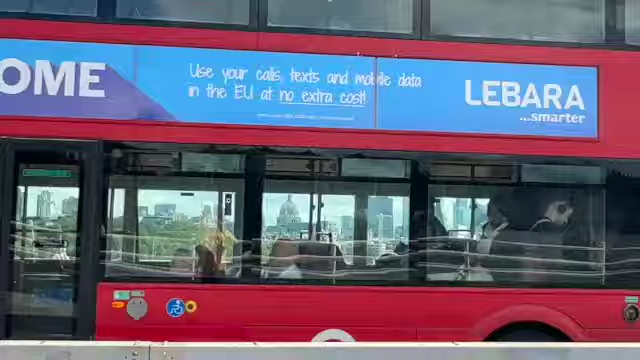 OME
Use your calls, texts and mobile data
in the EU at no extra cost!
LEBARA
...smarter